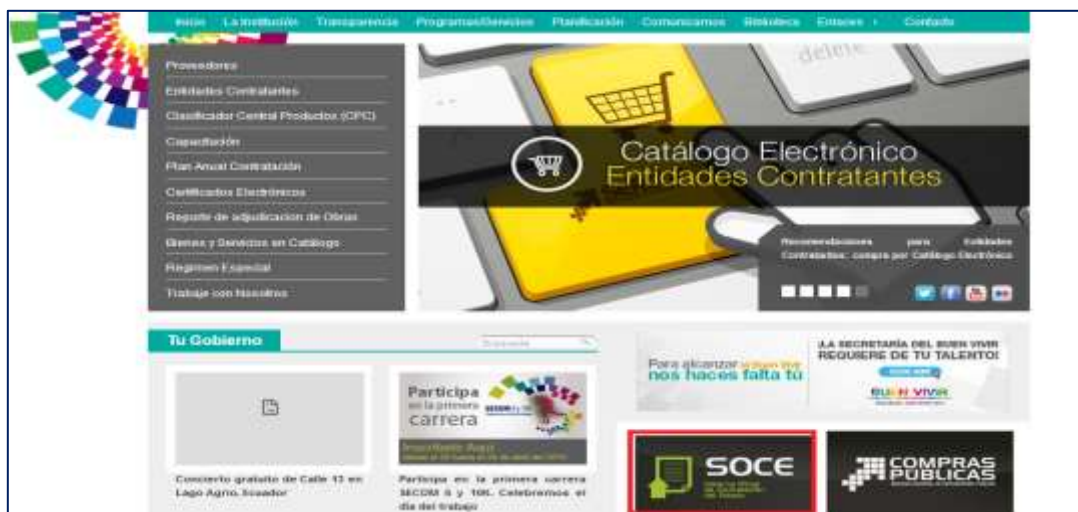 Inicio La Institución Transparencia Programas/Servicios Planificación Comunicamos Biblioteca Enlaces Contacto
Proveedores
Entidades Contratantes
Clasificador Central Productos (CPC)
Capacitación
Plan Anual Contratación
Certificados Electrónicos
Reporte de adjudicación de Obras
Bienes y Servicios en Catálogo
Régimen Especial
Trabaje con Nosotros
delete
Catálogo Electrónico
Entidades Contratantes
Recomendaciones para Entidades
Contratantes: compra por Catálogo Electrónico
Tu Gobierno
Participa
en la primera
carrera
Inscríbete Aquí
Concierto gratuito de Calle 13 en
Lago Agrio, Ecuador
Participa en la primera carrera
SECOM 5 y 10K. Celebremos el
día del trabajo
Para alcanzar
nos haces falta tú
¡LA SECRETARÍA DEL BUEN VIVIR
REQUIERE DE TU TALENTO!
BUEN VIVIR
SOCE
COMPRAS
PÚBLICAS